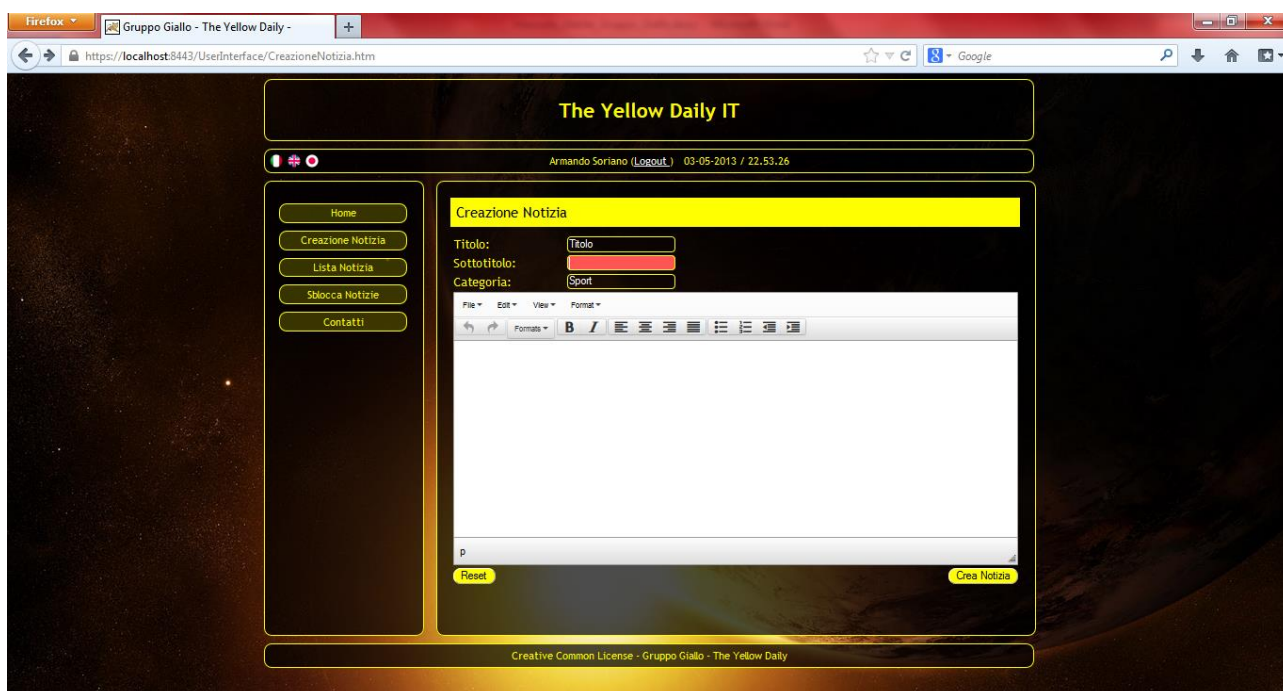 Firefox
Gruppo Giallo - The Yellow Daily -
https://localhost:8443/UserInterface/CreazioneNotizia.htm
Google
The Yellow Daily IT
Armando Soriano (Logout ) 03-05-2013 / 22.53.26
Home
Creazione Notizia
Lista Notizia
Sblocca Notizie
Contatti
Creazione Notizia
Titolo: Titolo
Sottotitolo:
Categoria: Sport
File Edit View Format
Formats B I
p
Reset Crea Notizia
Creative Common License - Gruppo Giallo - The Yellow Daily